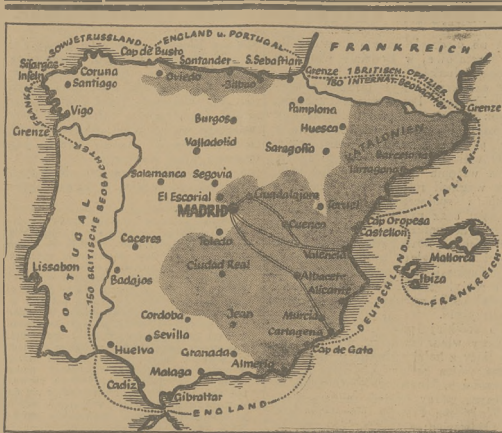 SOWJETRUSSLAND
ENGLAND u. PORTUGAL
FRANKREICH
Cap de Busto
Santander
S. Sebastian
Sisargas-
Inseln
Coruna
Santiago
Oviedo
Bilbao
Grenze
1 BRITISCH. OFFIZIER
150 INTERNAT. BEOBACHTER
FRANKR.
Vigo
Grenze
Pamplona
Grenze
Burgos
Huesca
Valladolid
Saragossa
KATALONIEN
Barcelona
Tarragona
Salamanca
Segovia
El Escorial
Guadalajara
MADRID
Teruel
ITALIEN
Cuenca
Cap Oropesa
Castellon
Toledo
Valencia
Mallorca
Caceres
PORTUGAL
150 BRITISCHE BEOBACHTER
Lissabon
Badajos
Ciudad Real
Albacete
Alicante
Ibiza
DEUTSCHLAND
FRANKREICH
Cordoba
Jean
Murcia
Cartagena
Sevilla
Huelva
Granada
Cap de Gata
Almeria
Malaga
Cadiz
Gibraltar
ENGLAND